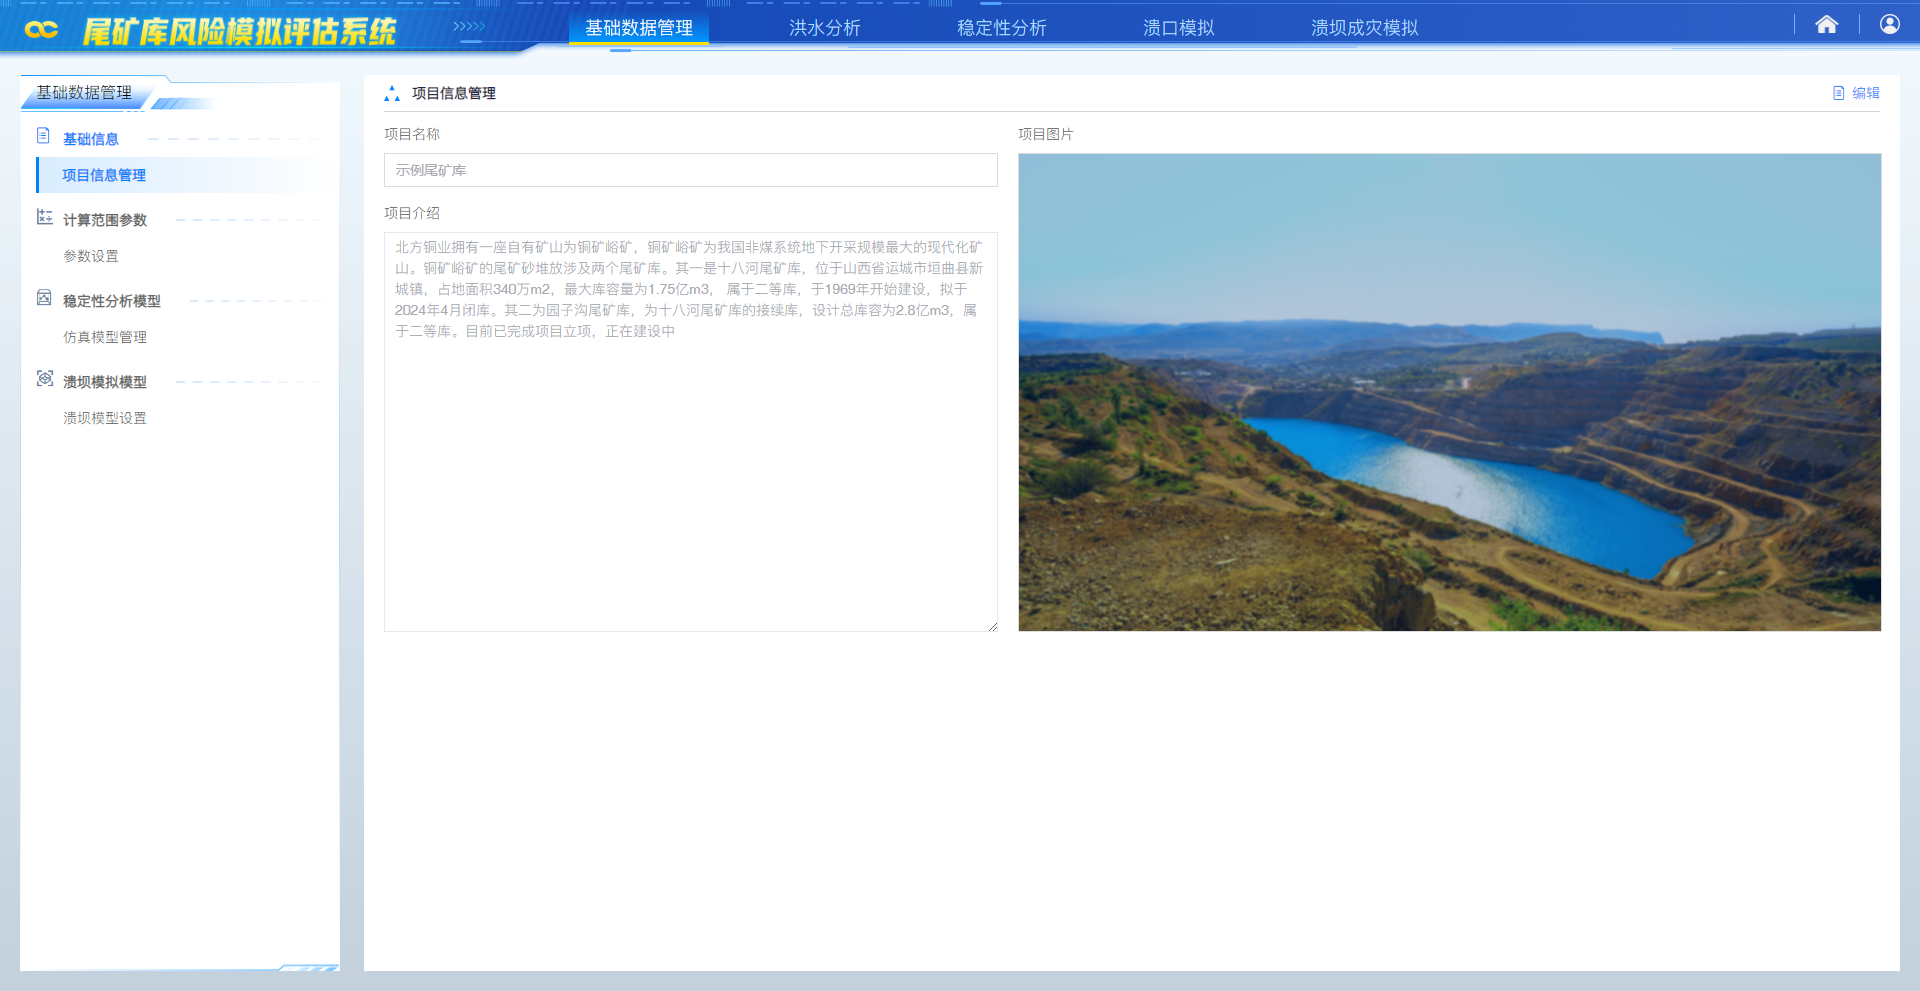 尾矿库风险模拟评估系统
基础数据管理
洪水分析
稳定性分析
溃口模拟
溃坝成灾模拟
基础数据管理
基础信息
项目信息管理
计算范围参数
参数设置
稳定性分析模型
仿真模型管理
溃坝模拟模型
溃坝模型设置
项目信息管理
编辑
项目名称
示例尾矿库
项目介绍
北方铜业拥有一座自有矿山为铜矿峪矿，铜矿峪矿为我国非煤系统地下开采规模最大的现代化矿
山。铜矿峪矿的尾矿砂堆放涉及两个尾矿库。其一是十八河尾矿库，位于山西省运城市垣曲县新
城镇，占地面积340万m2，最大库容量为1.75亿m3， 属于二等库，于1969年开始建设，拟于
2024年4月闭库。其二为园子沟尾矿库，为十八河尾矿库的接续库，设计总库容为2.8亿m3，属
于二等库。目前已完成项目立项，正在建设中
项目图片